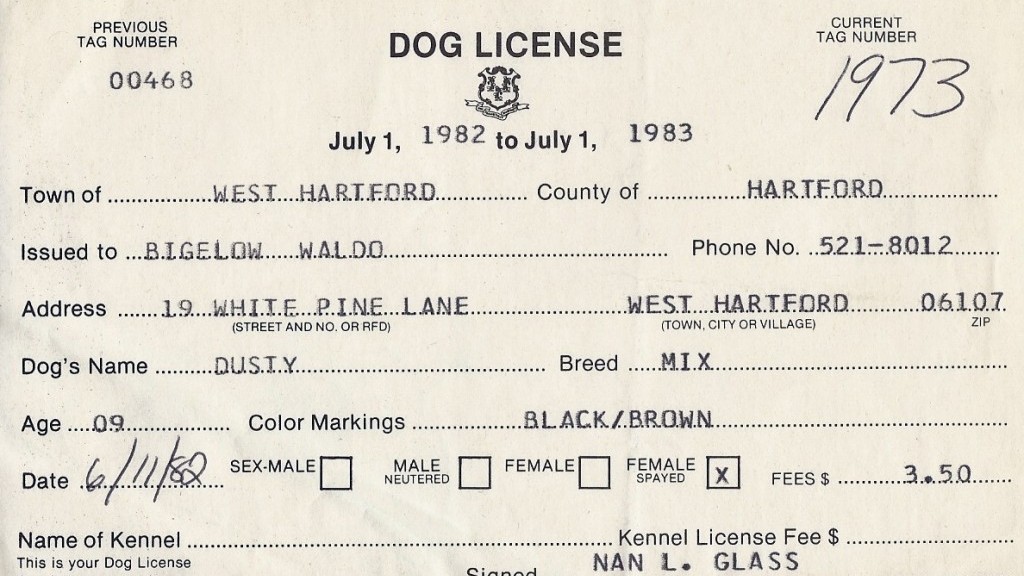 PREVIOUS TAG NUMBER
00468
DOG LICENSE
CURRENT TAG NUMBER
1973
July 1, 1982 to July 1, 1983
Town of WEST HARTFORD County of HARTFORD
Issued to BIGELOW WALDO Phone No. 521-8012
Address 19 WHITE PINE LANE WEST HARTFORD 06107
(STREET AND NO. OR RFD) (TOWN, CITY OR VILLAGE) ZIP
Dog's Name DUSTY Breed MIX
Age 09 Color Markings BLACK/BROWN
Date 6/11/82 SEX-MALE MALE NEUTERED FEMALE FEMALE SPAYED X FEES $ 3.50
Name of Kennel Kennel License Fee $
This is your Dog License Signed NAN L. GLASS